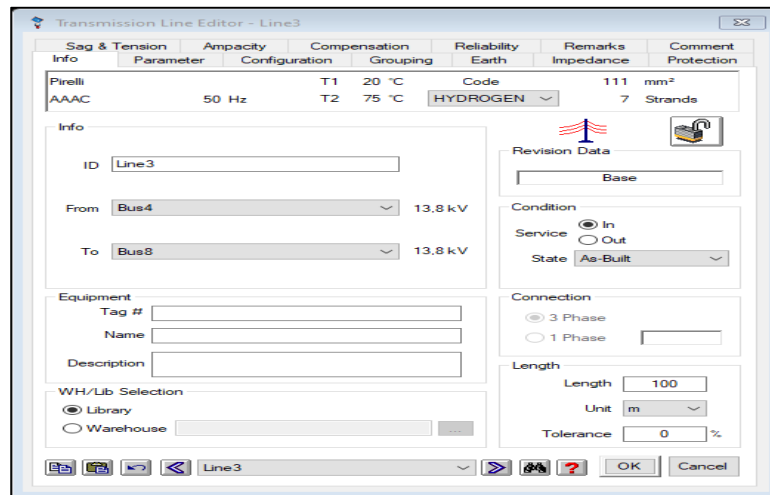 Transmission Line Editor - Line3
Sag & Tension Ampacity Compensation Reliability Remarks Comment
Info Parameter Configuration Grouping Earth Impedance Protection
Pirelli T1 20 °C Code 111 mm²
AAAC 50 Hz T2 75 °C HYDROGEN 7 Strands
Info
ID Line3
From Bus4 13,8 kV
To Bus8 13,8 kV
Revision Data
Base
Condition
Service In
Out
State As-Built
Equipment
Tag #
Name
Description
Connection
3 Phase
1 Phase
WH/Lib Selection
Library
Warehouse ...
Length
Length 100
Unit m
Tolerance 0 %
Line3 ? OK Cancel